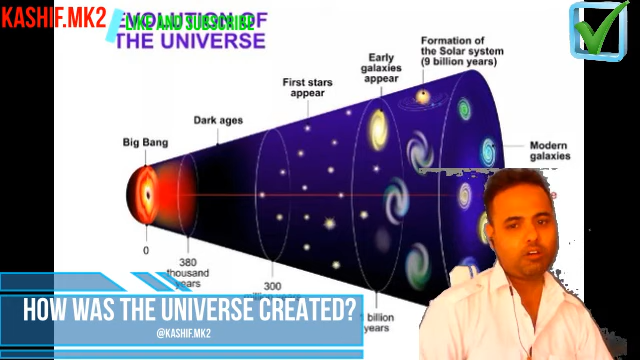 KASHIF.MK2
EVOLUTION OF
LIKE AND SUBSCRIBE
THE UNIVERSE
Formation of
the Solar system
(9 billion years)
Early
galaxies
appear
First stars
appear
Dark ages
Big Bang
Modern
galaxies
0
380
thousand
years
300
billion
years
HOW WAS THE UNIVERSE CREATED?
@KASHIF.MK2